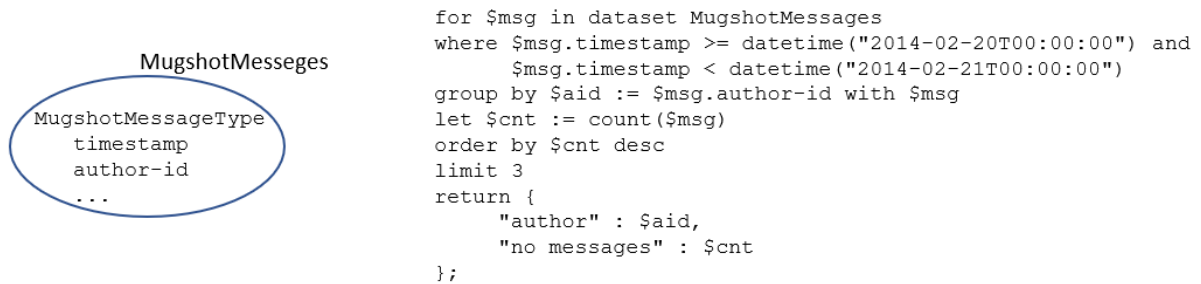 MugshotMesseges
MugshotMessageType
timestamp
author-id
...
for $msg in dataset MugshotMessages
where $msg.timestamp >= datetime("2014-02-20T00:00:00") and
$msg.timestamp < datetime("2014-02-21T00:00:00")
group by $aid := $msg.author-id with $msg
let $cnt := count($msg)
order by $cnt desc
limit 3
return {
"author" : $aid,
"no messages" : $cnt
};